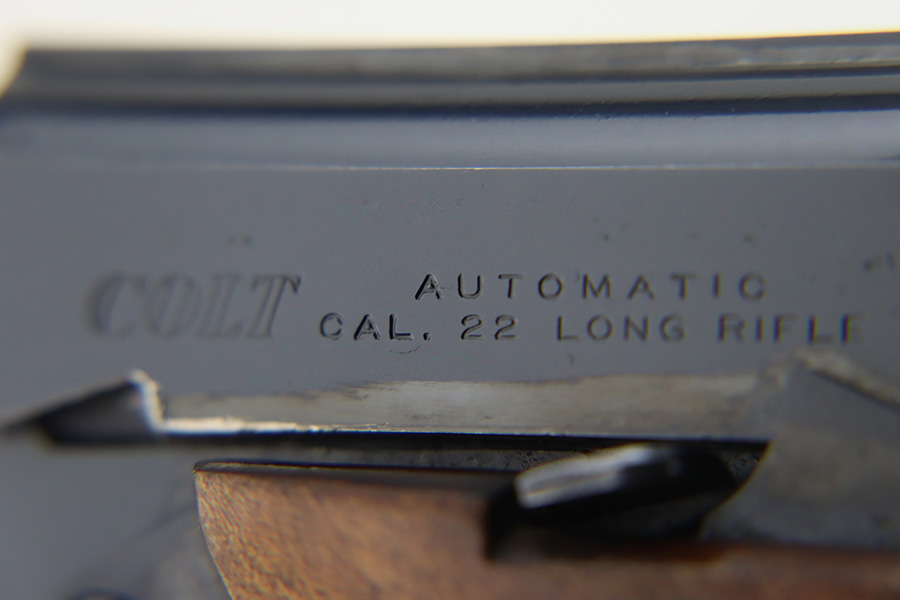 COLT
AUTOMATIC
CAL. 22 LONG RIFLE